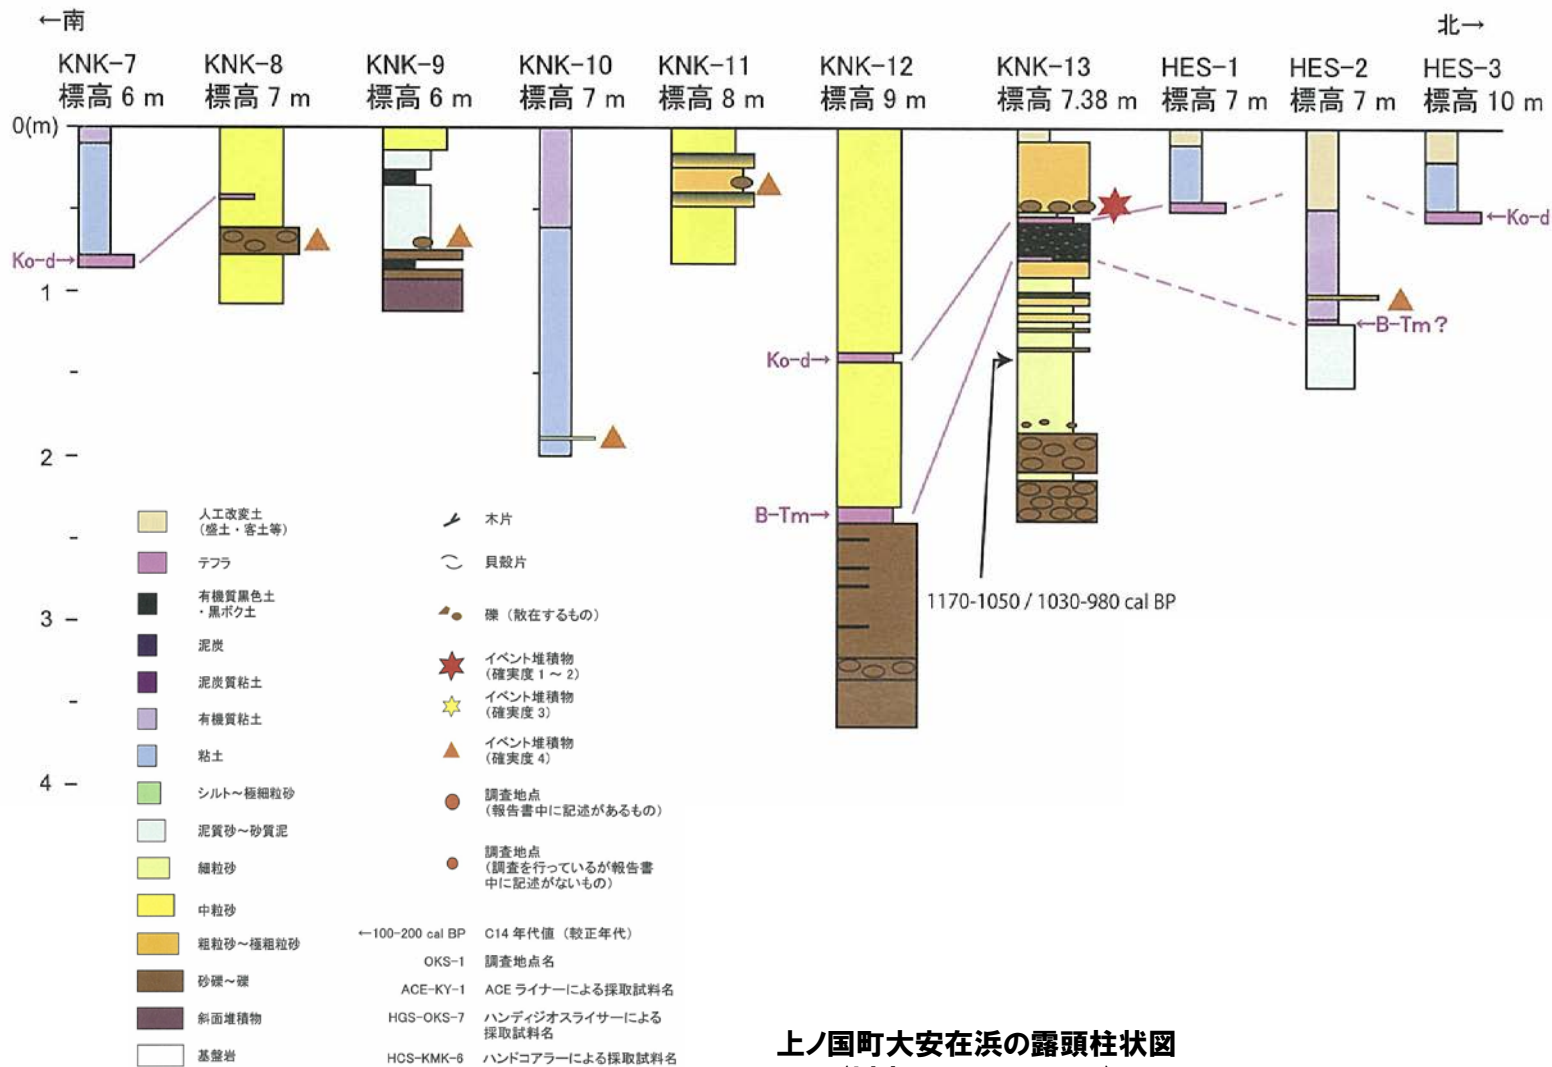 ←南
北→
KNK-7
標高 6 m
KNK-8
標高 7 m
KNK-9
標高 6 m
KNK-10
標高 7 m
KNK-11
標高 8 m
KNK-12
標高 9 m
KNK-13
標高 7.38 m
HES-1
標高 7 m
HES-2
標高 7 m
HES-3
標高 10 m
0(m)
1
2
3
4
Ko-d→
Ko-d→
B-Tm→
←Ko-d
←B-Tm?
1170-1050 / 1030-980 cal BP
人工改変土
(盛土・客土等)
テフラ
有機質黒色土
・黒ボク土
泥炭
泥炭質粘土
有機質粘土
粘土
シルト～極細粒砂
泥質砂～砂質泥
細粒砂
中粒砂
粗粒砂～極粗粒砂
砂礫～礫
斜面堆積物
基盤岩
木片
貝殻片
礫（散在するもの）
イベント堆積物
(確実度 1～2)
イベント堆積物
(確実度 3)
イベント堆積物
(確実度 4)
調査地点
(報告書中に記述があるもの)
調査地点
(調査を行っているが報告書
中に記述がないもの)
←100-200 cal BP C14 年代値（較正年代）
OKS-1 調査地点名
ACE-KY-1 ACE ライナーによる採取試料名
HGS-OKS-7 ハンディジオスライサーによる
採取試料名
HCS-KMK-6 ハンドコアラーによる採取試料名
上ノ国町大安在浜の露頭柱状図